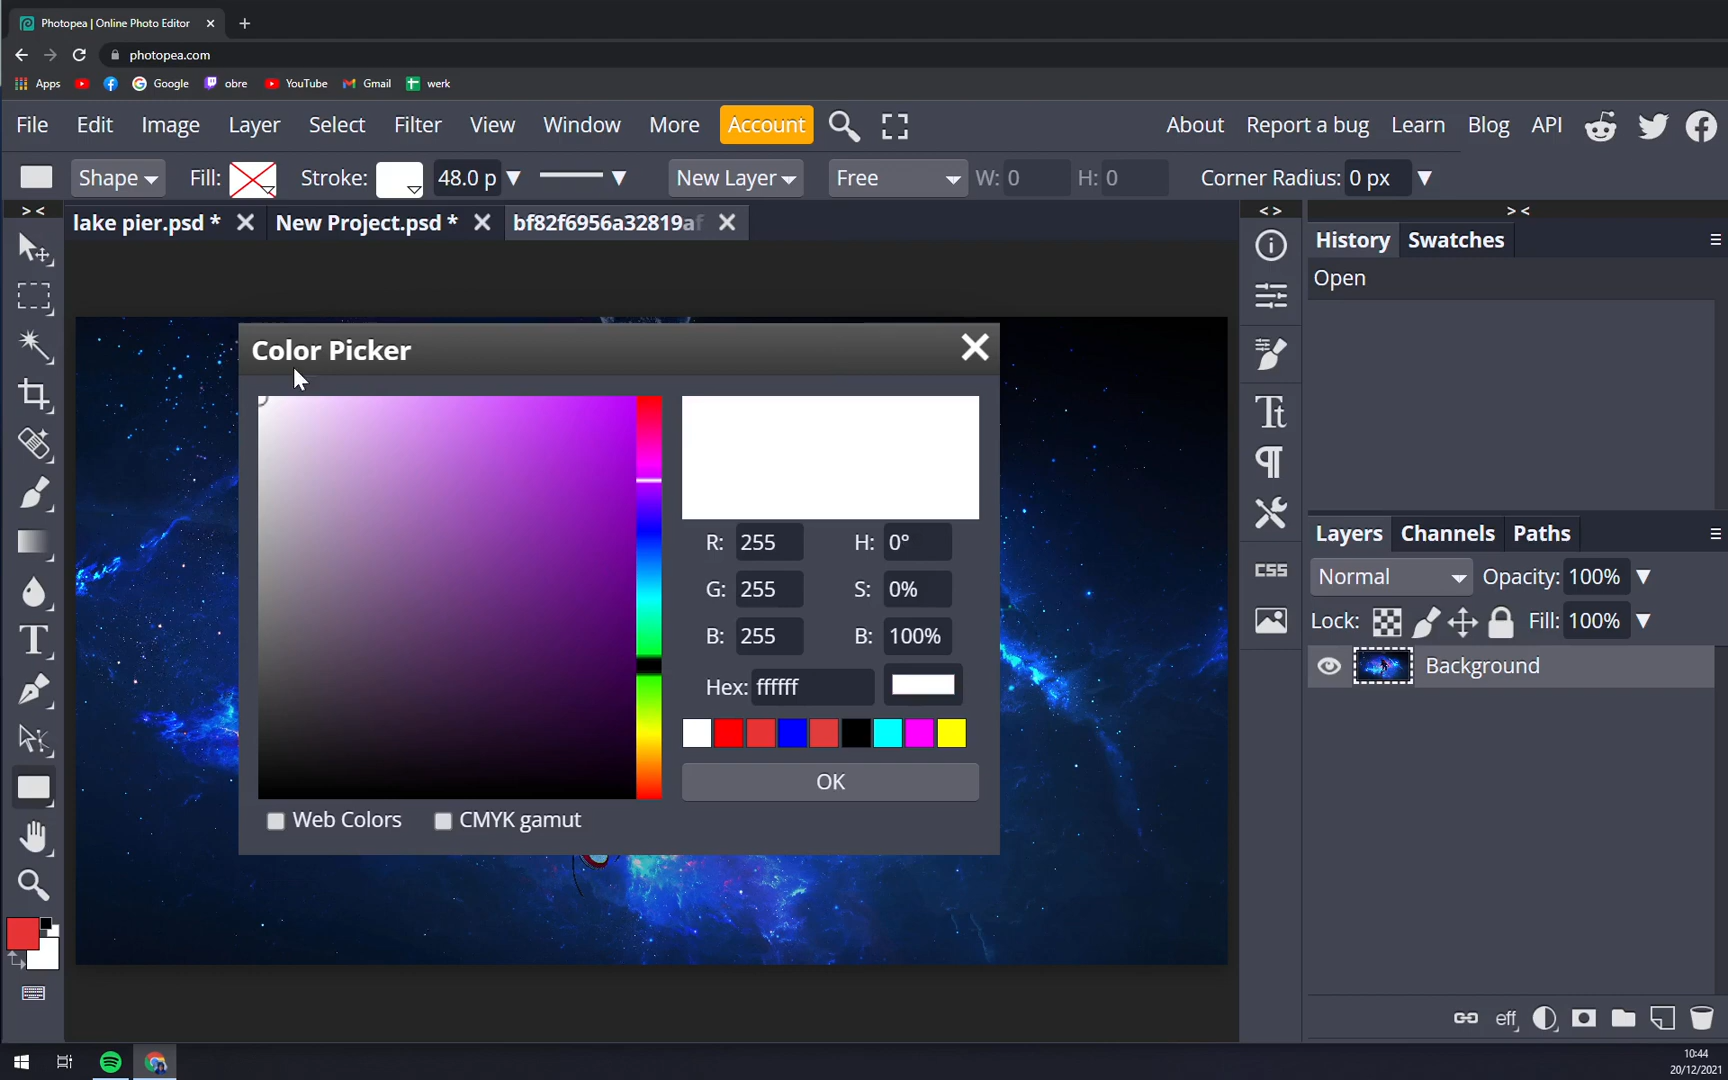 Photopea | Online Photo Editor
photopea.com
Apps Google obre YouTube Gmail werk
File Edit Image Layer Select Filter View Window More Account About Report a bug Learn Blog API
Shape Fill: Stroke: 48.0 p New Layer Free W: 0 H: 0 Corner Radius: 0 px
> < < > > <
lake pier.psd * New Project.psd * bf82f6956a32819af
History Swatches
Open
Color Picker
R: 255 H: 0°
G: 255 S: 0%
B: 255 B: 100%
Hex: ffffff
OK
Web Colors CMYK gamut
Tt
CSS
T
Layers Channels Paths
Normal Opacity: 100%
Lock: Fill: 100%
Background
eff
10:44
20/12/2021